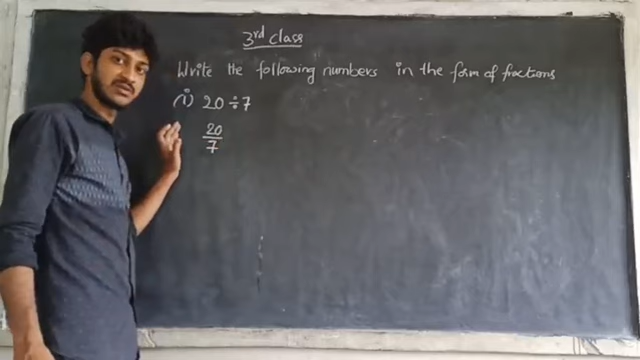 3rd class
Write the following numbers in the form of fractions
(i) 20 ÷ 7
20
7